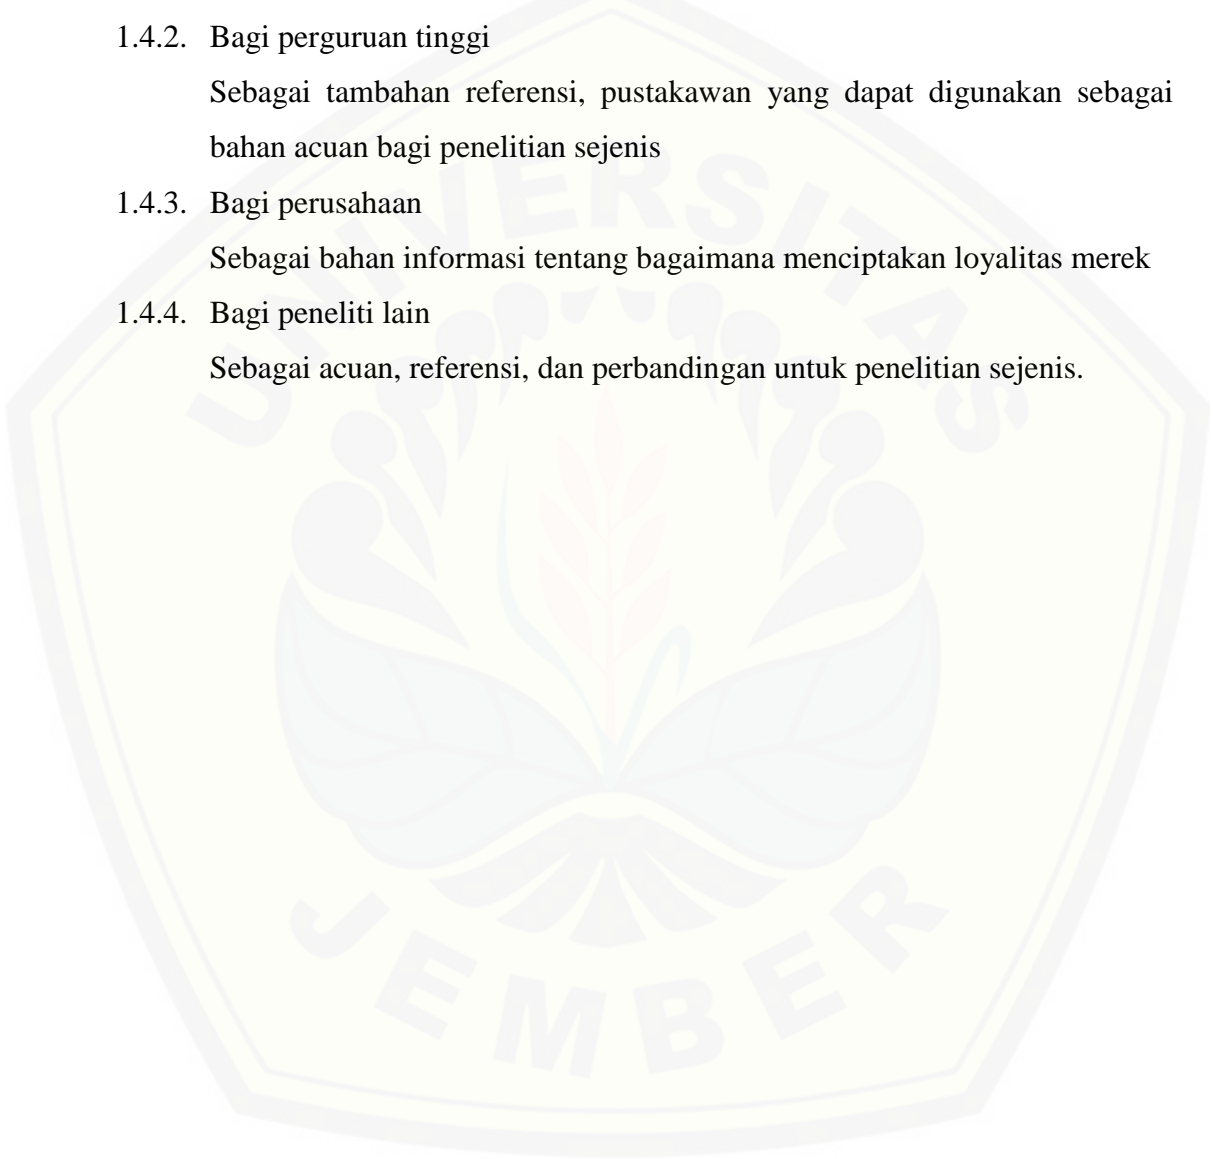 1.4.2. Bagi perguruan tinggi
Sebagai tambahan referensi, pustakawan yang dapat digunakan sebagai
bahan acuan bagi penelitian sejenis
1.4.3. Bagi perusahaan
Sebagai bahan informasi tentang bagaimana menciptakan loyalitas merek
1.4.4. Bagi peneliti lain
Sebagai acuan, referensi, dan perbandingan untuk penelitian sejenis.
UNIVERSITAS
JEMBER